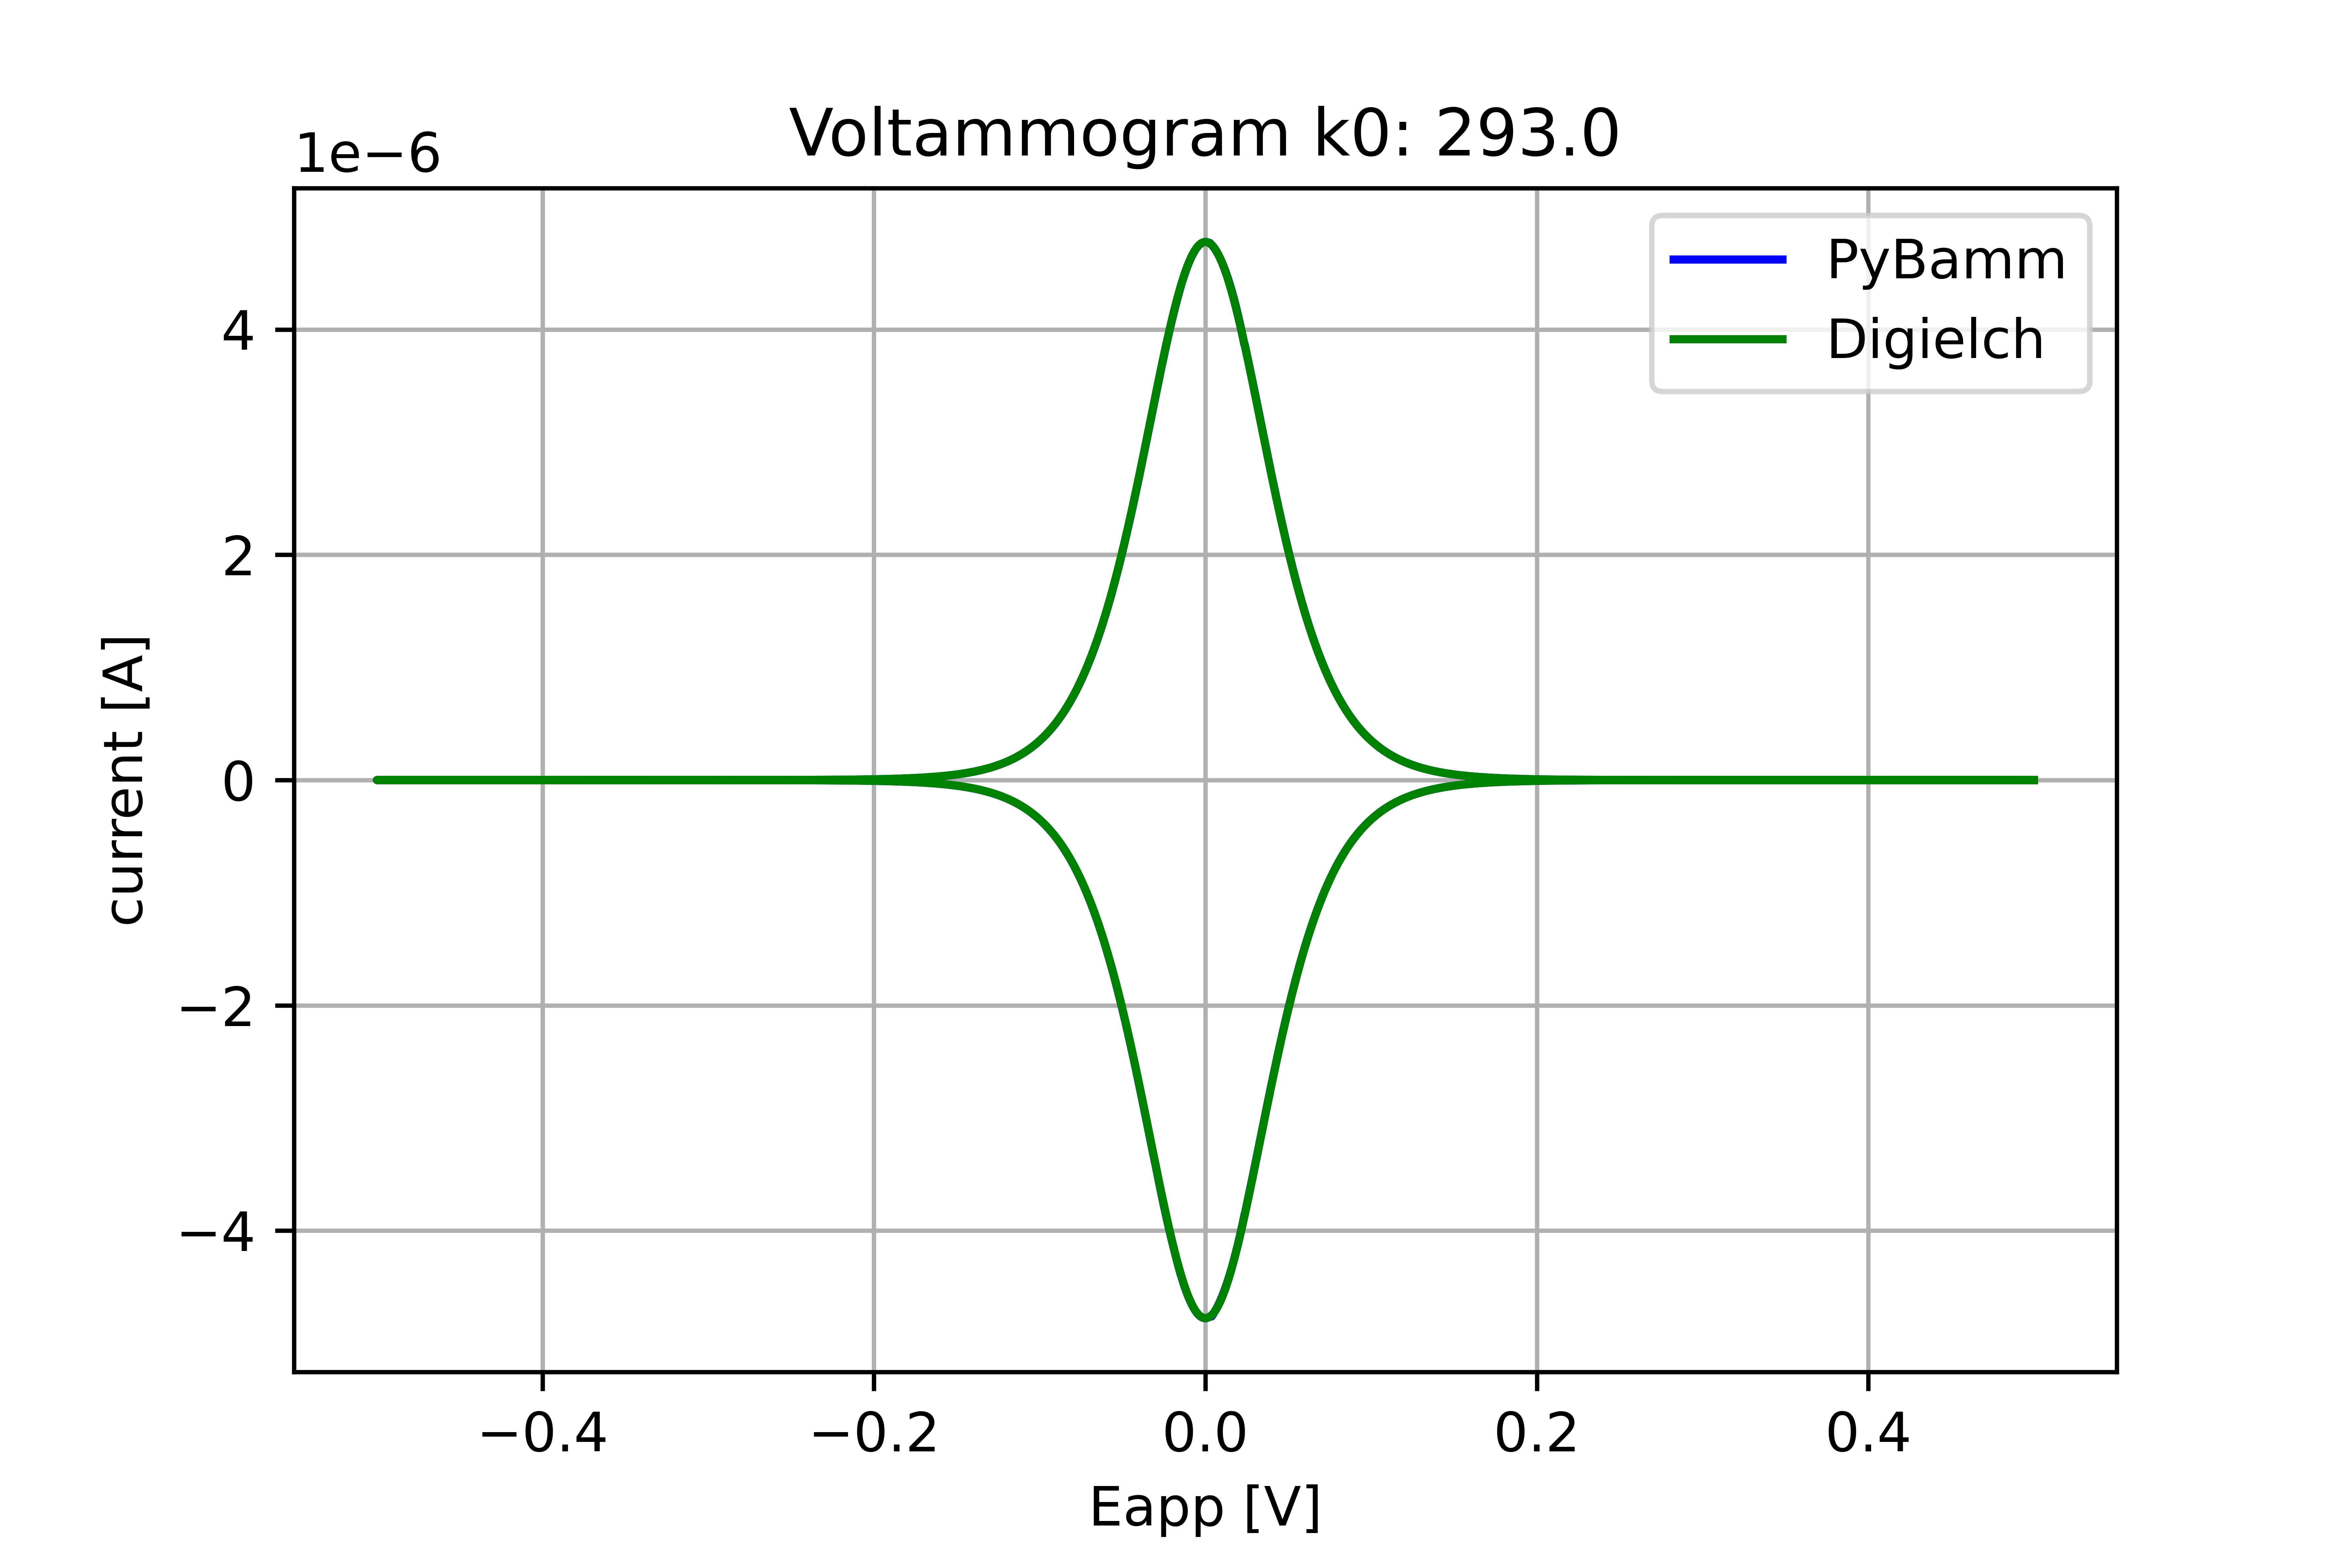 Voltammogram k0: 293.0
1e−6
PyBamm
Digielch
4
2
0
−2
−4
current [A]
−0.4
−0.2
0.0
0.2
0.4
Eapp [V]